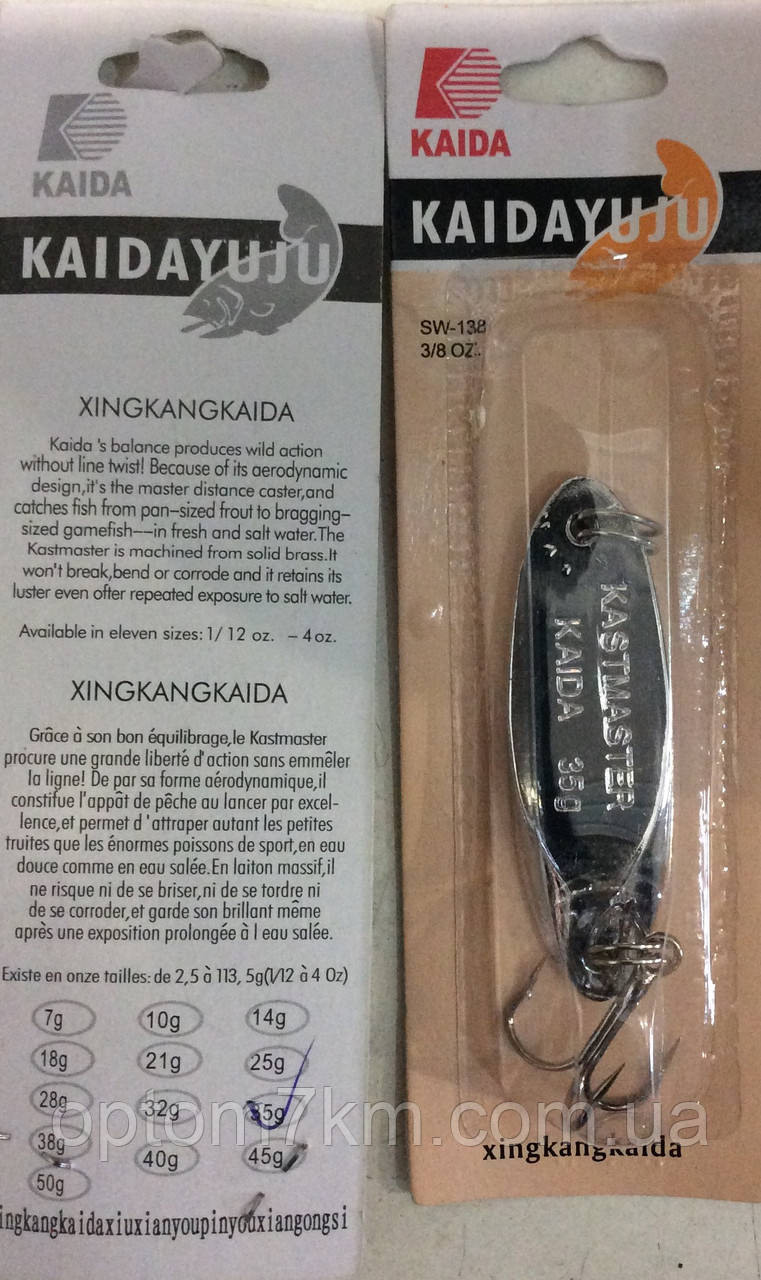 KAIDA
KAIDAYUJU
XINGKANGKAIDA
Kaida 's balance produces wild action
without line twist! Because of its aerodynamic
design,it's the master distance caster,and
catches fish from pan-sized frout to bragging-
sized gamefish--in fresh and salt water.The
Kastmaster is machined from solid brass.It
won't break,bend or corrode and it retains its
luster even ofter repeated exposure to salt water.
Available in eleven sizes: 1/ 12 oz. - 4 oz.
XINGKANGKAIDA
Grâce à son bon équilibrage,le Kastmaster
procure une grande liberté d'action sans emmêler
la ligne! De par sa forme aérodynamique,il
constifue l'appât de pêche au lancer par excel-
lence,et permet d'attraper autant les petites
truites que les énormes poissons de sport,en eau
douce comme en eau salée.En laiton massif,il
ne risque ni de se briser,ni de se tordre ni
de se corroder,et garde son brillant même
après une exposition prolongée à l eau salée.
Existe en onze tailles: de 2,5 à 113, 5g(1/12 à 4 Oz)
7g 10g 14g
18g 21g 25g
28g 32g 35g
38g 40g 45g
50g
ingkangkaidaxiuxianyoupinyouxiangongsi
KAIDA
KAIDAYUJU
SW-138
3/8 OZ.
KASTMASTER
KAIDA 35g
xingkangkaida
optom7km.com.ua